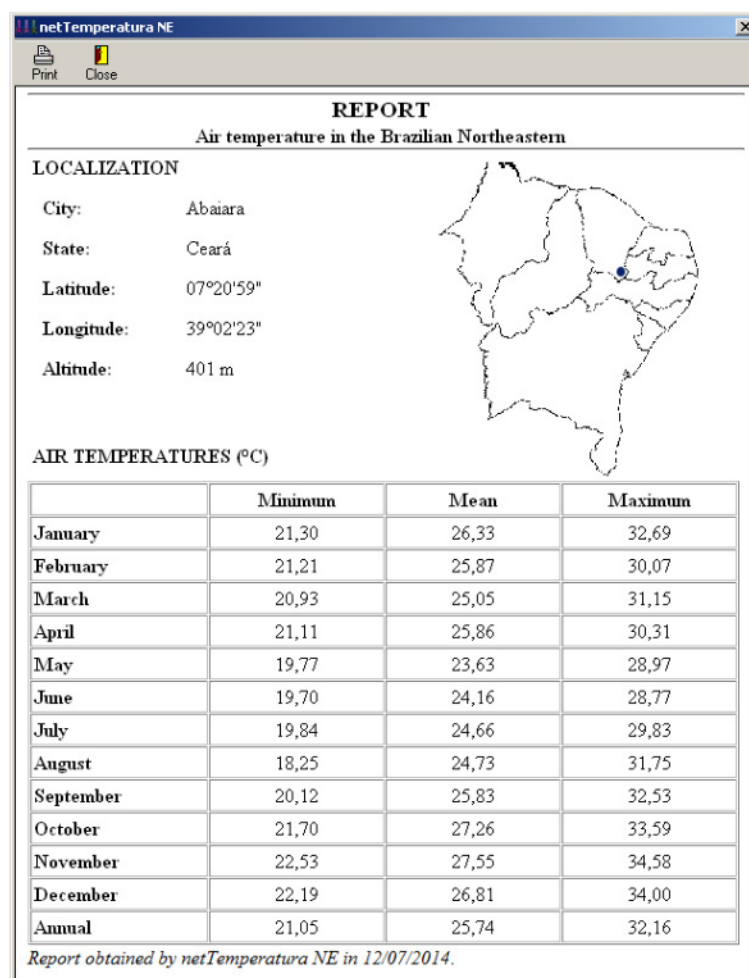 netTemperatura NE
Print Close
REPORT
Air temperature in the Brazilian Northeastern
LOCALIZATION
City: Abaiara
State: Ceará
Latitude: 07º20'59"
Longitude: 39º02'23"
Altitude: 401 m
AIR TEMPERATURES (ºC)
Minimum Mean Maximum
January 21,30 26,33 32,69
February 21,21 25,87 30,07
March 20,93 25,05 31,15
April 21,11 25,86 30,31
May 19,77 23,63 28,97
June 19,70 24,16 28,77
July 19,84 24,66 29,83
August 18,25 24,73 31,75
September 20,12 25,83 32,53
October 21,70 27,26 33,59
November 22,53 27,55 34,58
December 22,19 26,81 34,00
Annual 21,05 25,74 32,16
Report obtained by netTemperatura NE in 12/07/2014.